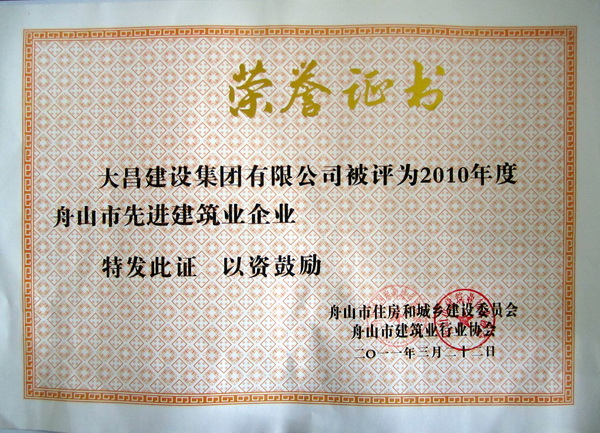 荣誉证书
大昌建设集团有限公司被评为2010年度
舟山市先进建筑业企业
特发此证 以资鼓励
舟山市住房和城乡建设委员会
舟山市建筑业行业协会
二〇一一年三月二十二日